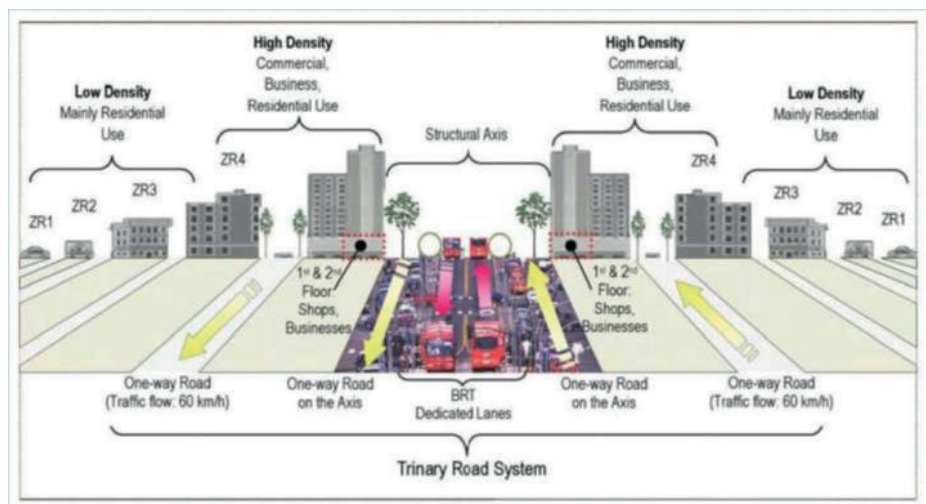 High Density
Commercial,
Business,
Residential Use
High Density
Commercial,
Business,
Residential Use
Low Density
Mainly Residential
Use
Low Density
Mainly Residential
Use
Structural Axis
ZR4
ZR4
ZR3
ZR3
ZR2
ZR2
ZR1
ZR1
1st & 2nd
Floor:
Shops,
Businesses
1st & 2nd
Floor:
Shops,
Businesses
One-way Road
(Traffic flow: 60 km/h)
One-way Road
on the Axis
BRT
Dedicated Lanes
One-way Road
on the Axis
One-way Road
(Traffic flow: 60 km/h)
Trinary Road System